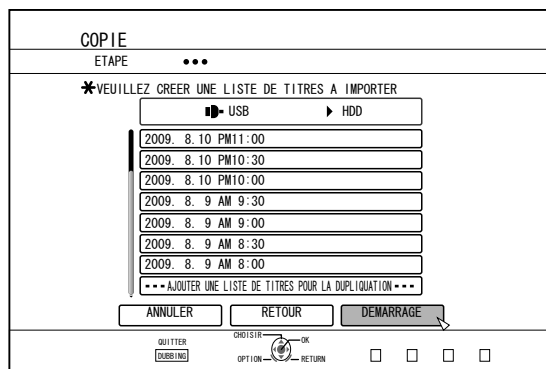 COPIE
ETAPE
VEUILLEZ CREER UNE LISTE DE TITRES A IMPORTER
USB HDD
2009. 8.10 PM11:00
2009. 8.10 PM10:30
2009. 8.10 PM10:00
2009. 8. 9 AM 9:30
2009. 8. 9 AM 9:00
2009. 8. 9 AM 8:30
2009. 8. 9 AM 8:00
--- AJOUTER UNE LISTE DE TITRES POUR LA DUPLIQUATION ---
ANNULER RETOUR DEMARRAGE
QUITTER
DUBBING
CHOISIR
OK
OPTION
RETURN